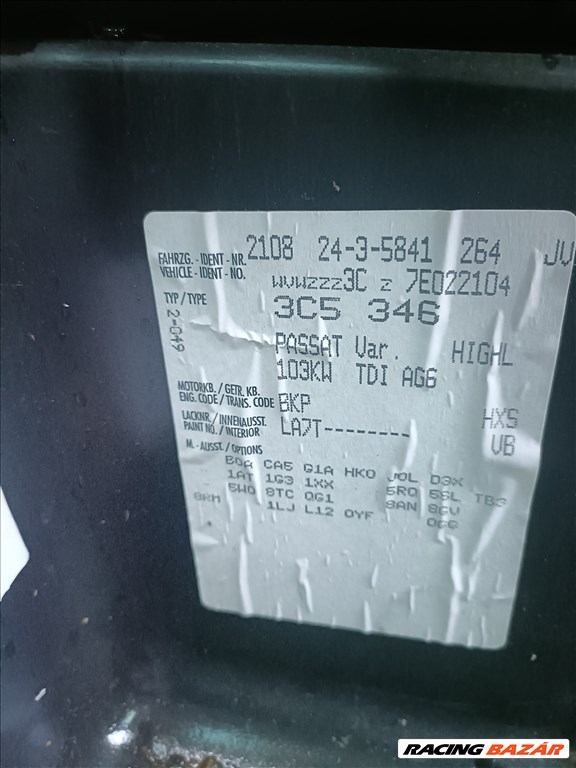 2108 24-3-5841 264 JV
FAHRZG.-IDENT-NR.
VEHICLE-IDENT-NO. WVWZZZ3C Z 7E022104
TYP/TYPE 3C5 346
2-049
PASSAT Var. HIGHL
103KW TDI AG6
MOTORKB./GETR.KB.
ENG.CODE/TRANS.CODE BKP HXS
LACKNR./INNENAUSST.
PAINT NO./INTERIOR LA7T-------- VB
M.-AUSST./OPTIONS
B0A CA5 G1A HK0 J0L D3X
1AT 1G3 1XX 5RO 5SL TB3
5W0 8TC QG1 8AN 8GV
8RM 1LJ L12 0YF
RACING BAZÁR